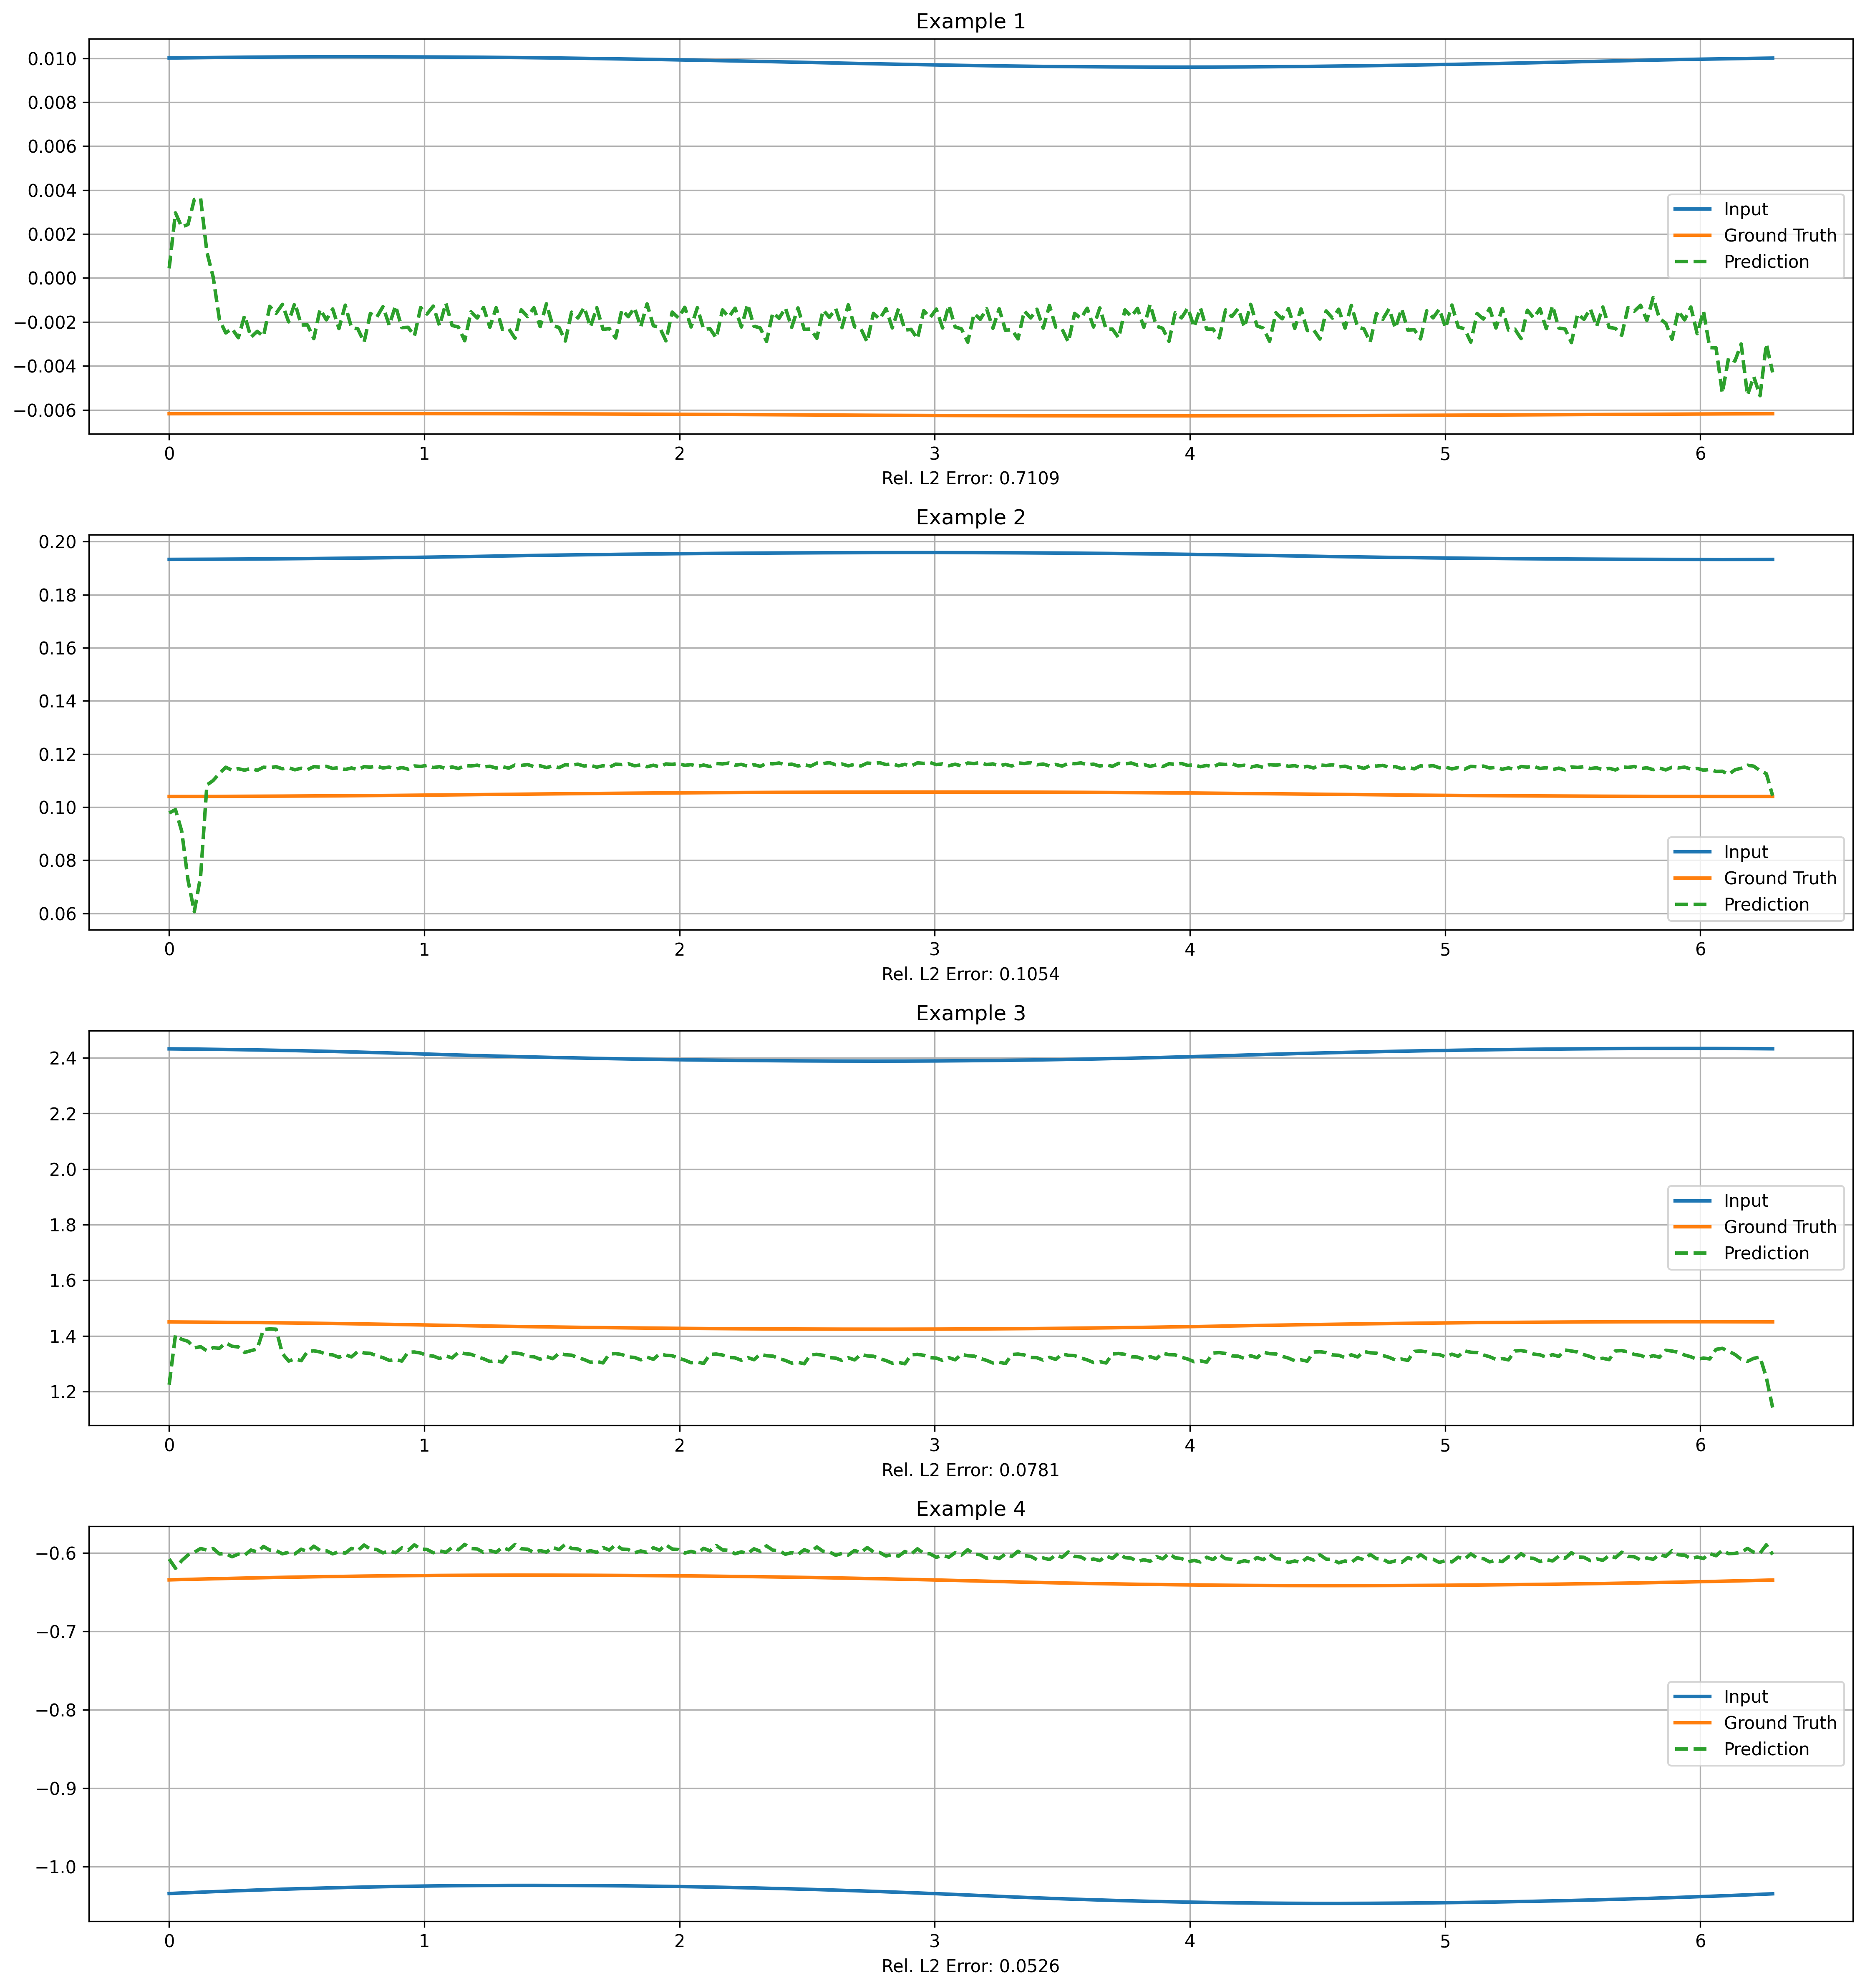 Example 1
0.010
0.008
0.006
0.004
0.002
0.000
−0.002
−0.004
−0.006
Input
Ground Truth
Prediction
0 1 2 3 4 5 6
Rel. L2 Error: 0.7109
Example 2
0.20
0.18
0.16
0.14
0.12
0.10
0.08
0.06
Input
Ground Truth
Prediction
0 1 2 3 4 5 6
Rel. L2 Error: 0.1054
Example 3
2.4
2.2
2.0
1.8
1.6
1.4
1.2
Input
Ground Truth
Prediction
0 1 2 3 4 5 6
Rel. L2 Error: 0.0781
Example 4
−0.6
−0.7
−0.8
−0.9
−1.0
Input
Ground Truth
Prediction
0 1 2 3 4 5 6
Rel. L2 Error: 0.0526